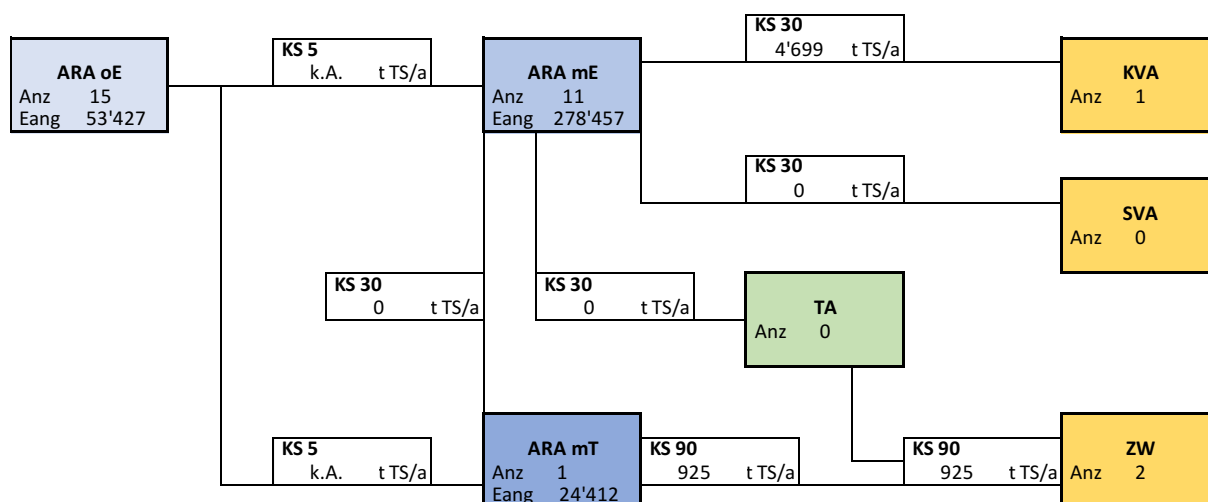 KS 30
4'699 t TS/a
ARA oE
Anz 15
Eang 53'427
KS 5
k.A. t TS/a
ARA mE
Anz 11
Eang 278'457
KVA
Anz 1
KS 30
0 t TS/a
SVA
Anz 0
KS 30
0 t TS/a
KS 30
0 t TS/a
TA
Anz 0
KS 5
k.A. t TS/a
ARA mT
Anz 1
Eang 24'412
KS 90
925 t TS/a
KS 90
925 t TS/a
ZW
Anz 2